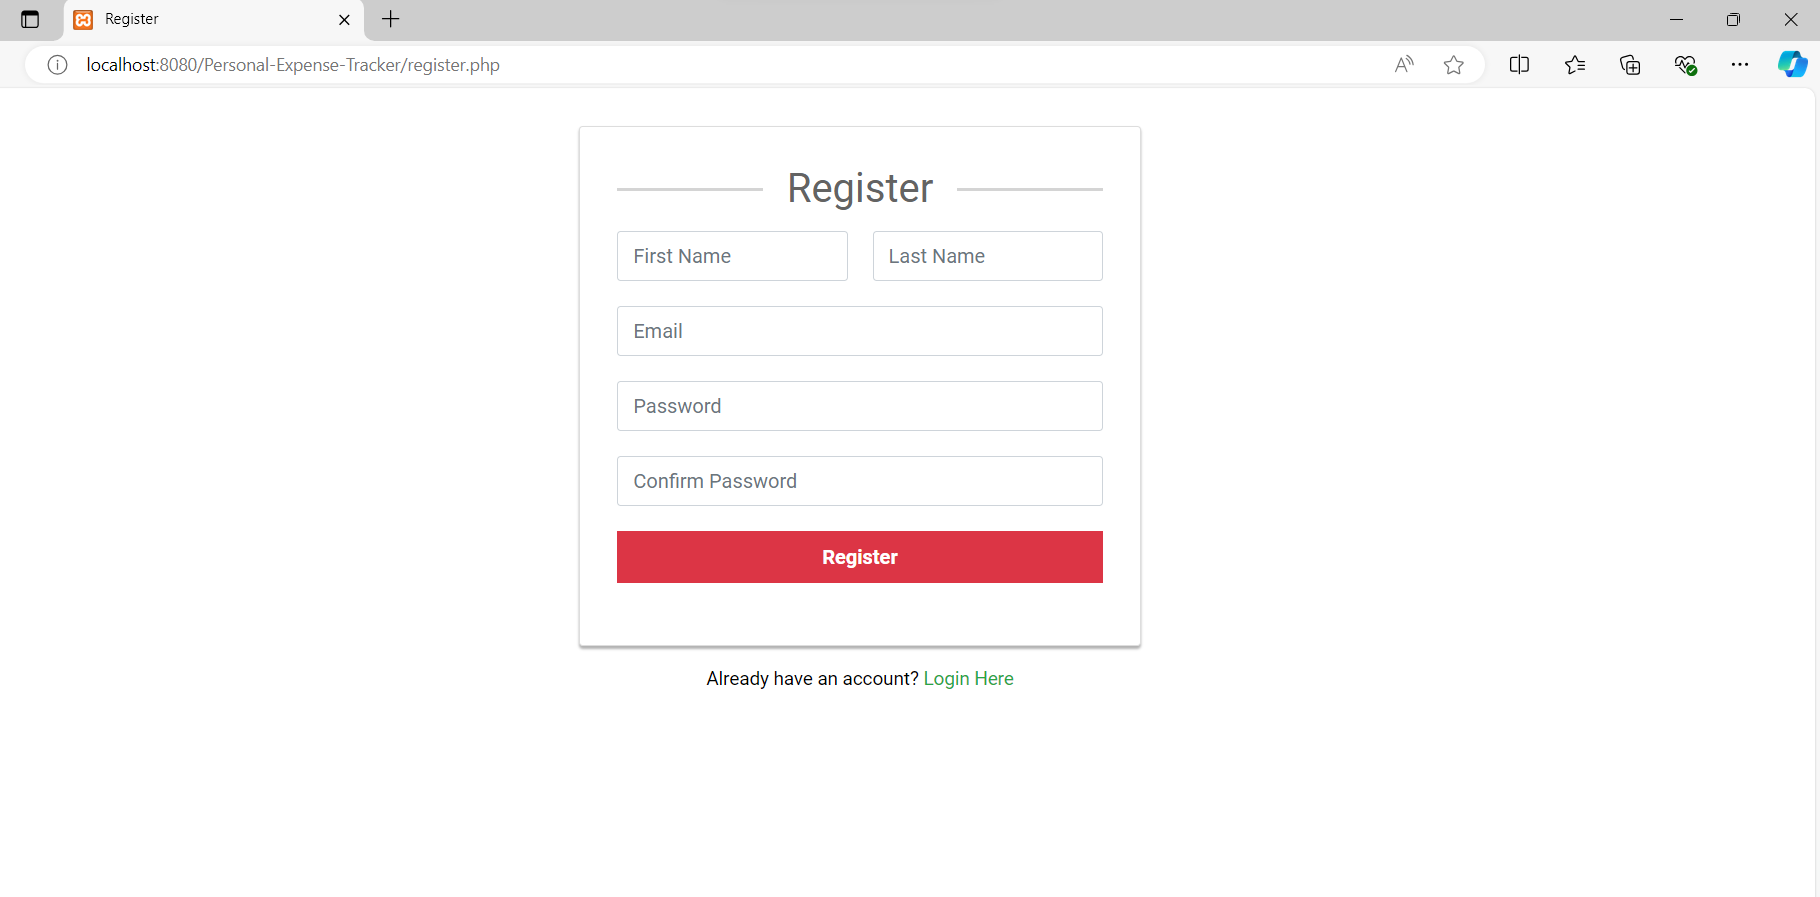 Register
localhost:8080/Personal-Expense-Tracker/register.php
Register
First Name Last Name
Email
Password
Confirm Password
Register
Already have an account? Login Here